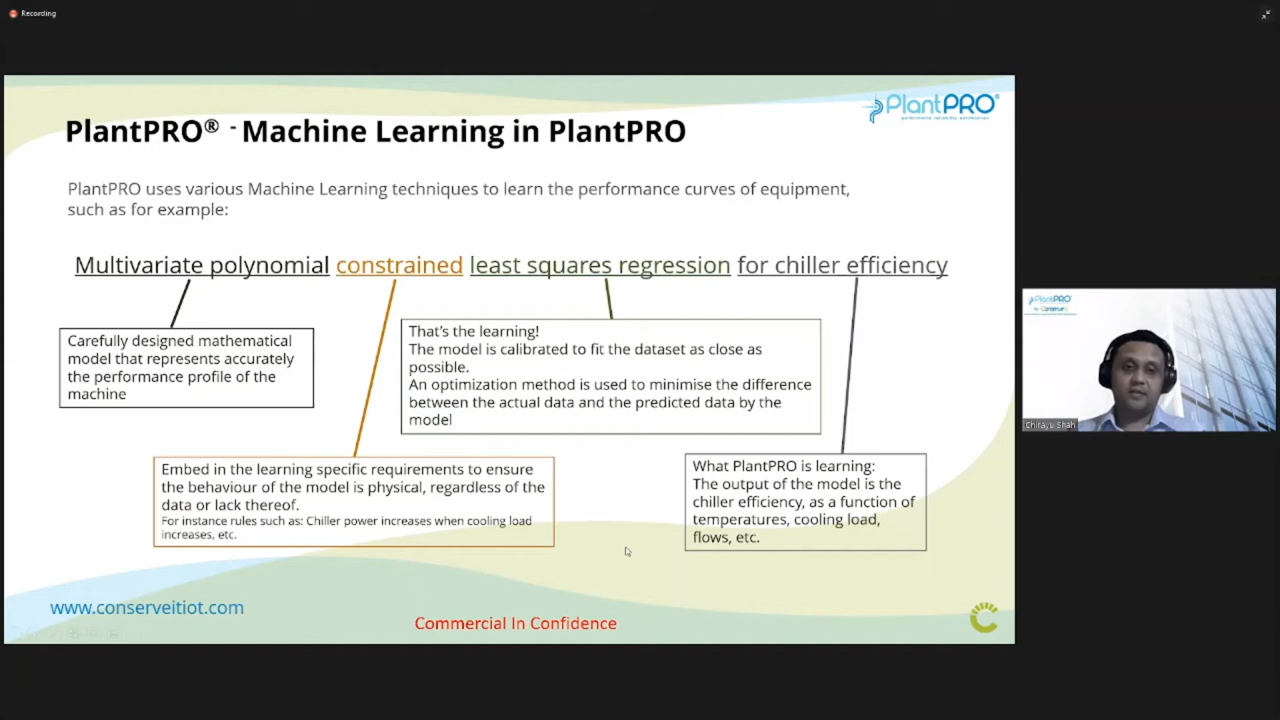 Recording
PlantPRO®
PlantPRO® - Machine Learning in PlantPRO
PlantPRO uses various Machine Learning techniques to learn the performance curves of equipment,
such as for example:
Multivariate polynomial constrained least squares regression for chiller efficiency
Carefully designed mathematical
model that represents accurately
the performance profile of the
machine
That's the learning!
The model is calibrated to fit the dataset as close as
possible.
An optimization method is used to minimise the difference
between the actual data and the predicted data by the
model
Embed in the learning specific requirements to ensure
the behaviour of the model is physical, regardless of the
data or lack thereof.
For instance rules such as: Chiller power increases when cooling load
increases, etc.
What PlantPRO is learning:
The output of the model is the
chiller efficiency, as a function of
temperatures, cooling load,
flows, etc.
www.conserveitiot.com
Commercial In Confidence
PlantPRO
Chirayu Shah